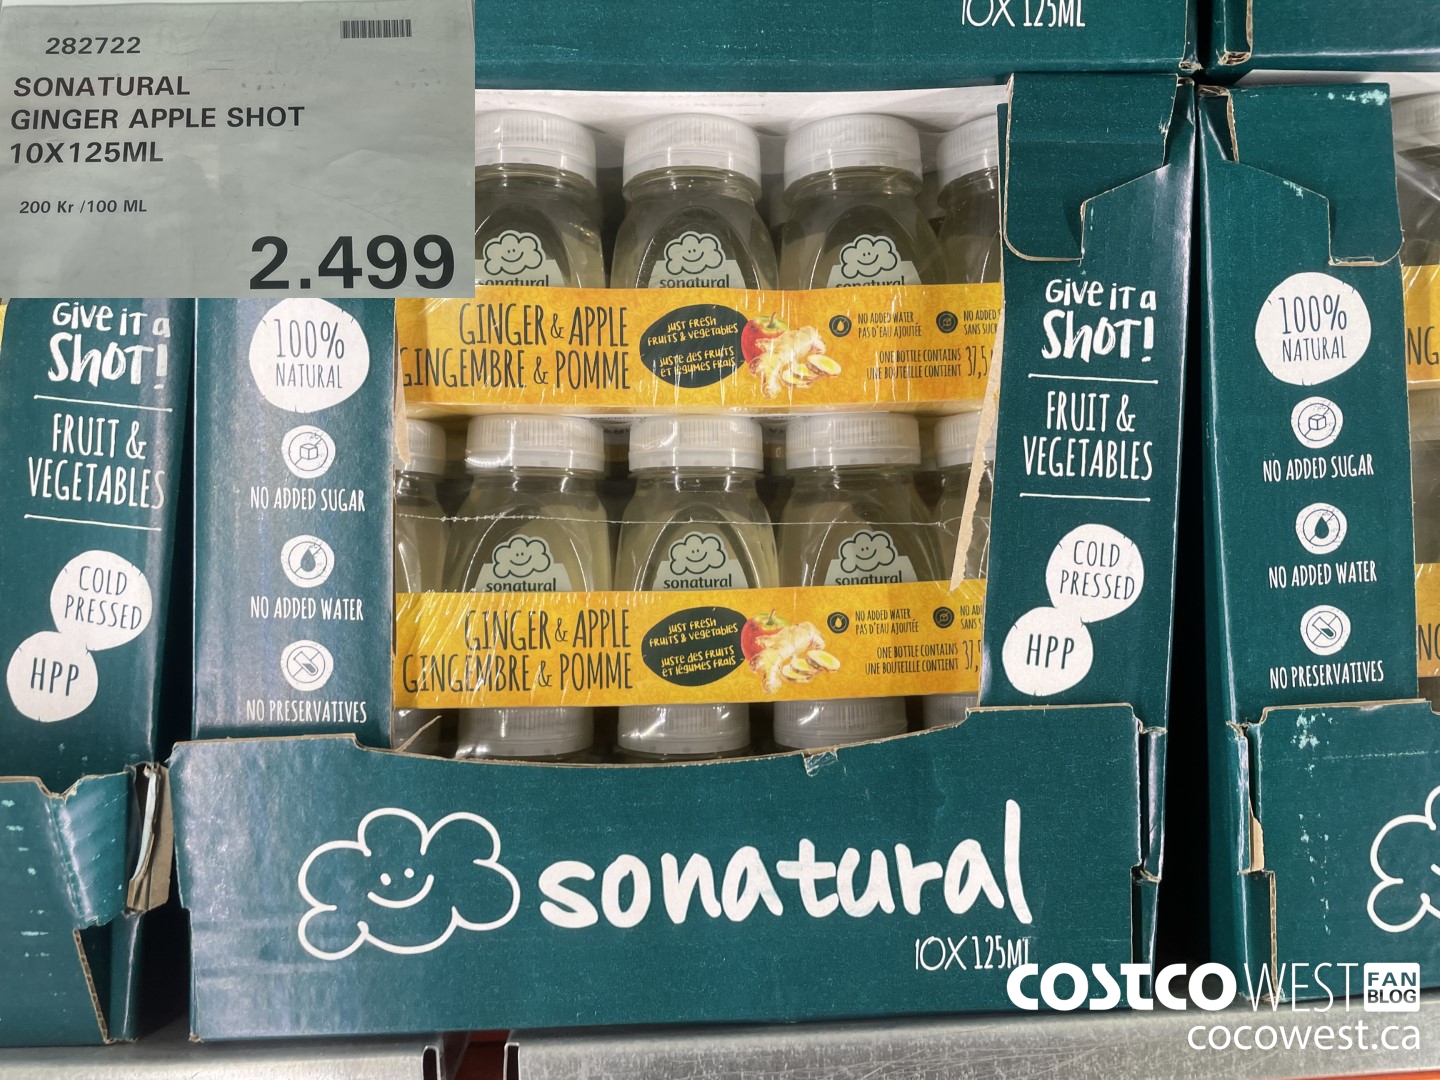 10X 125ML
282722
SONATURAL
GINGER APPLE SHOT
10X125ML
200 Kr /100 ML
2.499
GIVE IT A
SHOT!
FRUIT &
VEGETABLES
COLD
PRESSED
HPP
100%
NATURAL
NO ADDED SUGAR
NO ADDED WATER
NO PRESERVATIVES
sonatural
sonatural
sonatural
GINGER & APPLE
GINGEMBRE & POMME
JUST FRESH
FRUITS & VEGETABLES
JUSTE DES FRUITS
ET LÉGUMES FRAIS
NO ADDED WATER
PAS D'EAU AJOUTÉE
NO ADDED
ONE BOTTLE CONTAINS
UNE BOUTEILLE CONTIENT
37,5
sonatural
sonatural
sonatural
GINGER & APPLE
GINGEMBRE & POMME
JUST FRESH
FRUITS & VEGETABLES
JUSTE DES FRUITS
ET LÉGUMES FRAIS
NO ADDED WATER
PAS D'EAU AJOUTÉE
ONE BOTTLE CONTAINS
UNE BOUTEILLE CONTIENT
37,
GIVE IT A
SHOT!
FRUIT &
VEGETABLES
COLD
PRESSED
HPP
100%
NATURAL
NO ADDED SUGAR
NO ADDED WATER
NO PRESERVATIVES
sonatural
10X 125ML
COSTCO WEST FAN
BLOG
cocowest.ca